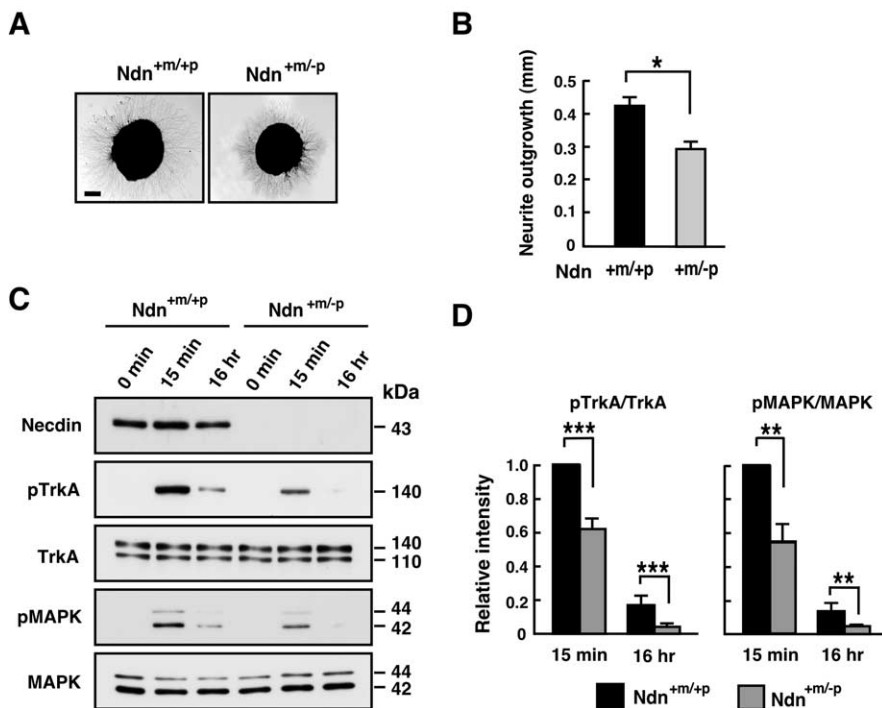 A
Ndn+m/+p Ndn+m/-p
B
Neurite outgrowth (mm)
0.4
0.3
0.2
0.1
0
*
Ndn +m/+p +m/-p
C
Ndn+m/+p Ndn+m/-p
0 min 15 min 16 hr 0 min 15 min 16 hr
kDa
Necdin 43
pTrkA 140
TrkA 140
110
pMAPK 44
42
MAPK 44
42
D
pTrkA/TrkA pMAPK/MAPK
Relative intensity
1.0
0.8
0.6
0.4
0.2
0
*** *** ** **
15 min 16 hr 15 min 16 hr
Ndn+m/+p Ndn+m/-p